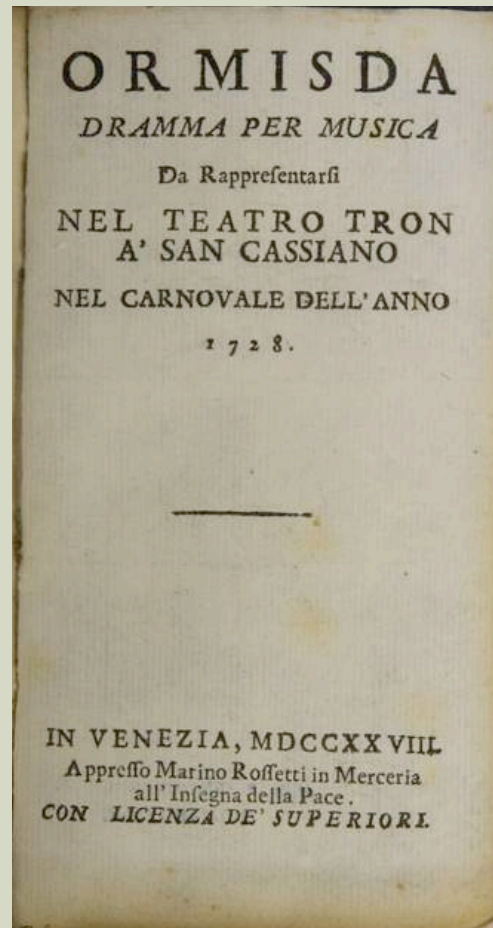 ORMISDA
DRAMMA PER MUSICA
Da Rappreſentarſi
NEL TEATRO TRON
A' SAN CASSIANO
NEL CARNOVALE DELL'ANNO
1728.
IN VENEZIA, MDCCXXVIII.
Appreſſo Marino Roſſetti in Merceria
all'Inſegna della Pace.
CON LICENZA DE' SUPERIORI.